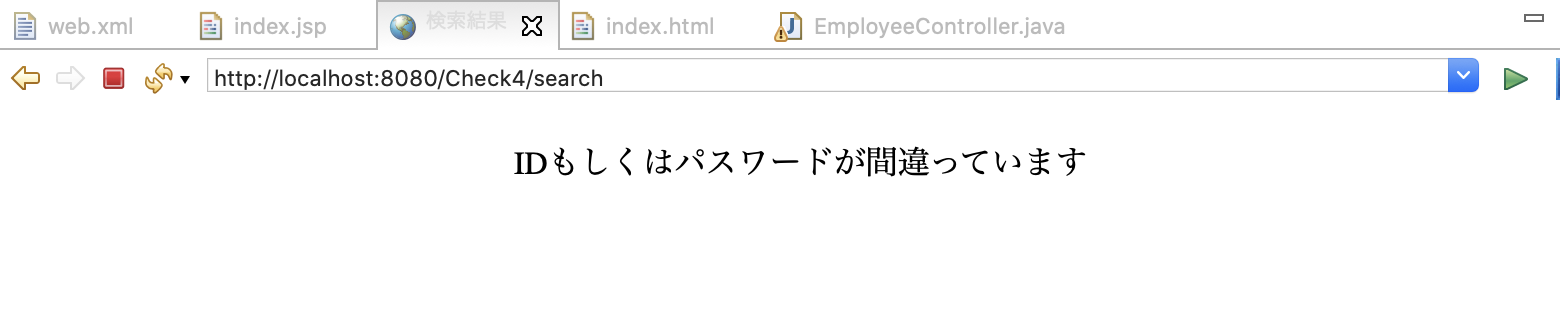 web.xml
index.jsp
検索結果
index.html
EmployeeController.java
http://localhost:8080/Check4/search
IDもしくはパスワードが間違っています